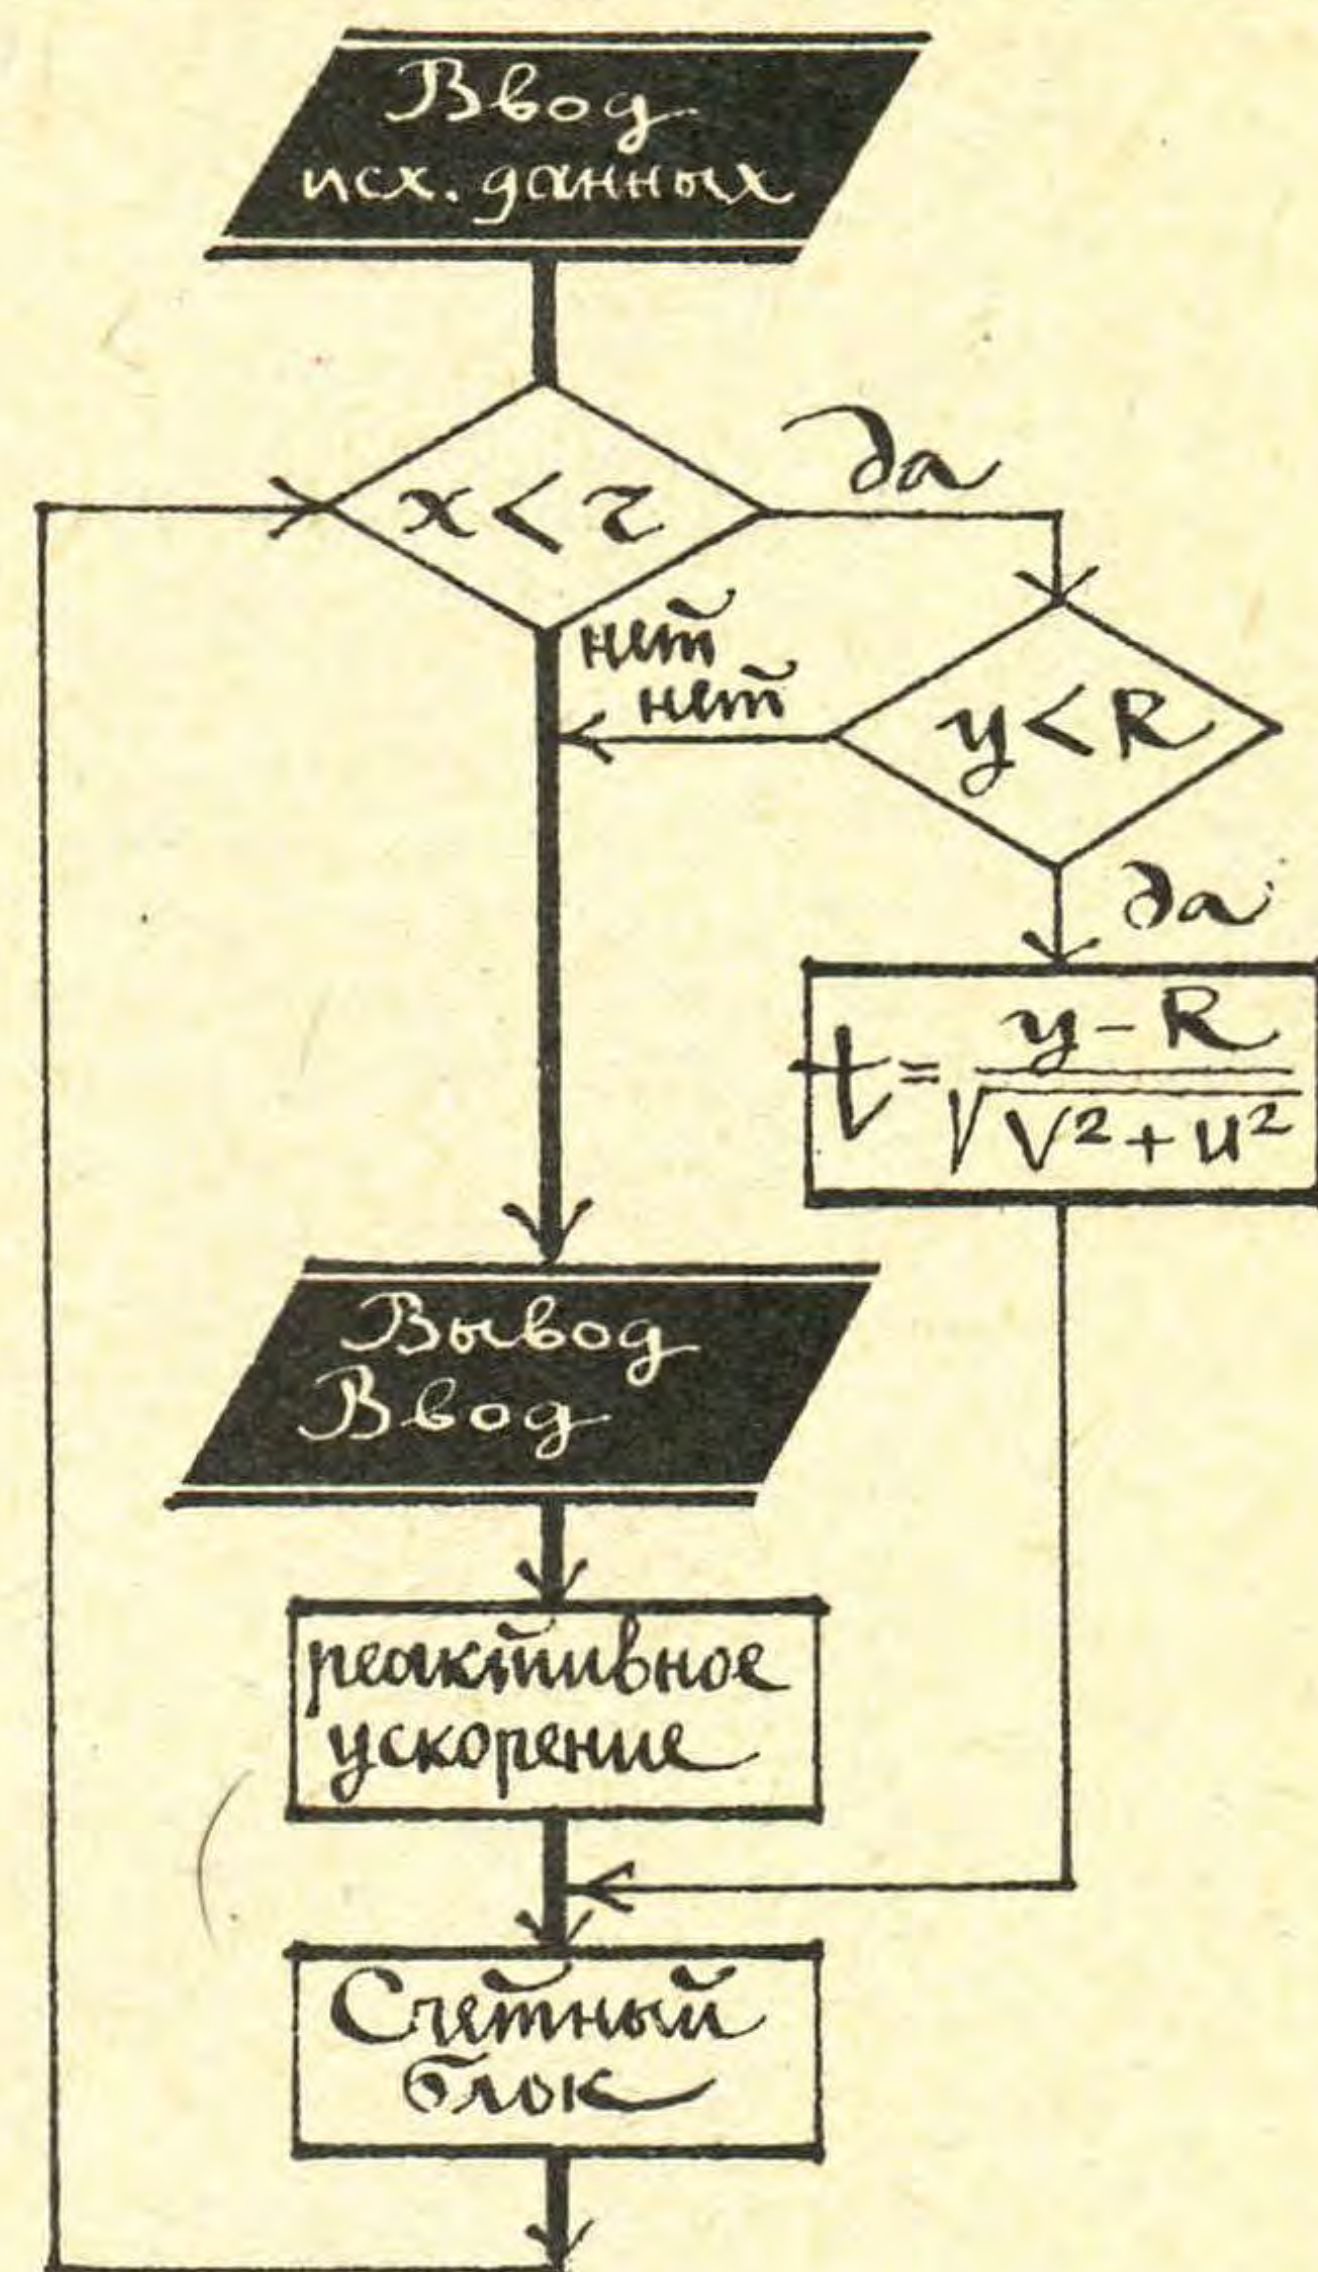 Ввод
исх. данных
x < r
да
нет
нет
y < R
да
t = (y - R) / √(V² + u²)
Вывод
Ввод
реактивное
ускорение
Счетный
блок